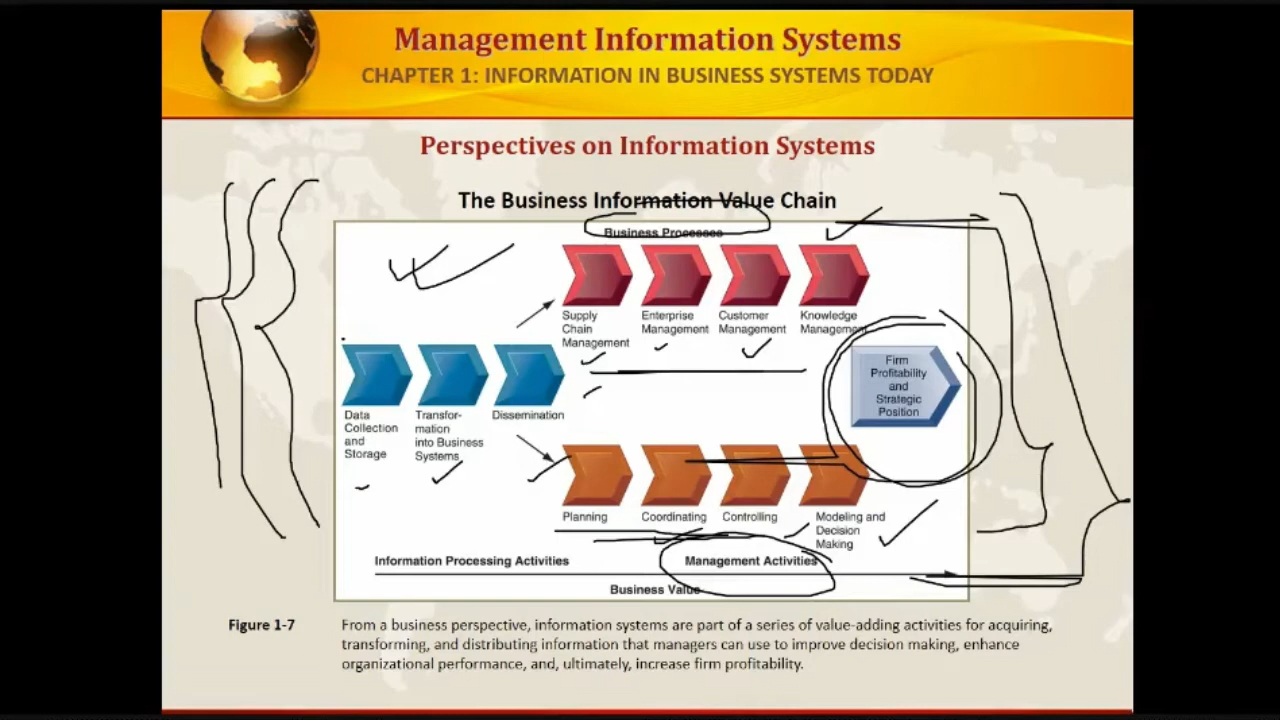 Management Information Systems
CHAPTER 1: INFORMATION IN BUSINESS SYSTEMS TODAY
Perspectives on Information Systems
The Business Information Value Chain
Business Processes
Supply
Chain
Management
Enterprise
Management
Customer
Management
Knowledge
Management
Data
Collection
and
Storage
Transfor-
mation
into Business
Systems
Dissemination
Firm
Profitability
and
Strategic
Position
Planning
Coordinating
Controlling
Modeling and
Decision
Making
Information Processing Activities
Management Activities
Business Value
Figure 1-7
From a business perspective, information systems are part of a series of value-adding activities for acquiring,
transforming, and distributing information that managers can use to improve decision making, enhance
organizational performance, and, ultimately, increase firm profitability.